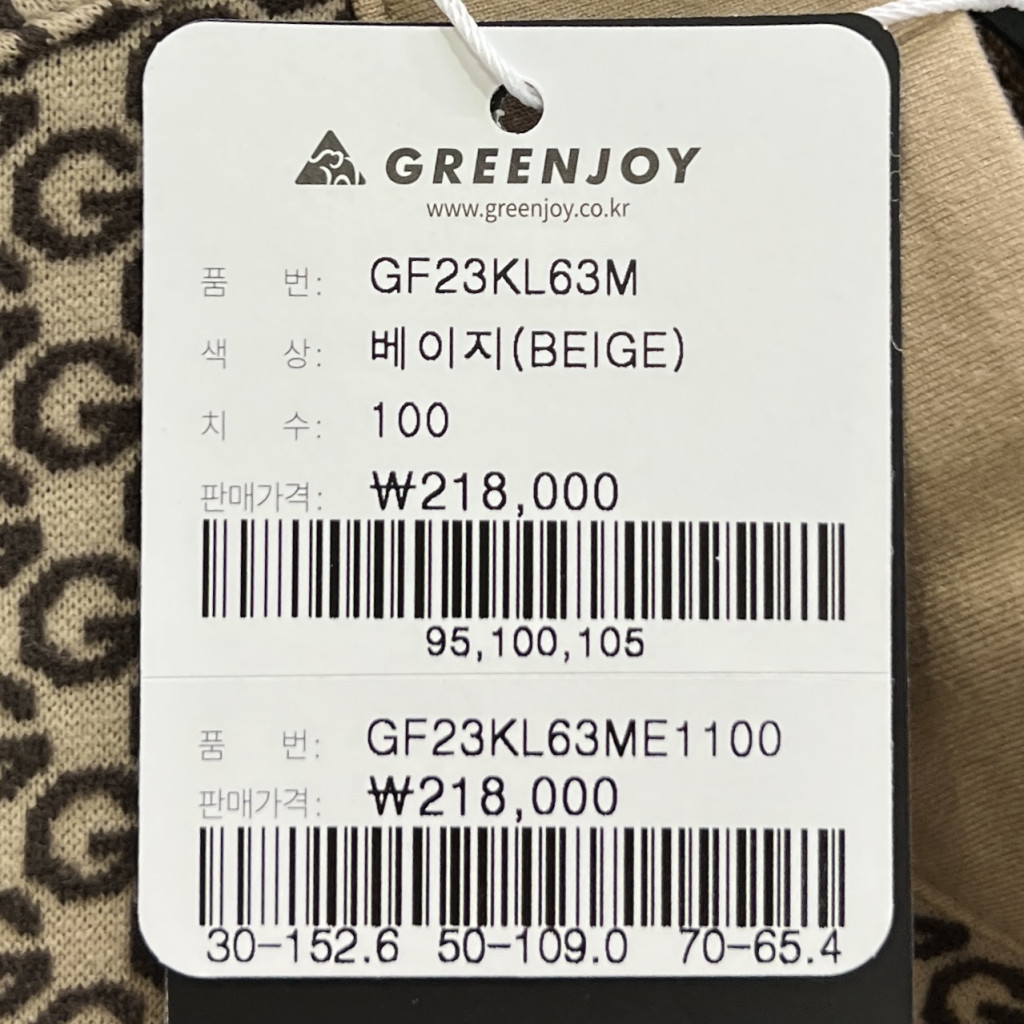 GREENJOY
www.greenjoy.co.kr
품 번: GF23KL63M
색 상: 베이지(BEIGE)
치 수: 100
판매가격: ₩218,000
95,100,105
품 번: GF23KL63ME1100
판매가격: ₩218,000
30-152.6 50-109.0 70-65.4